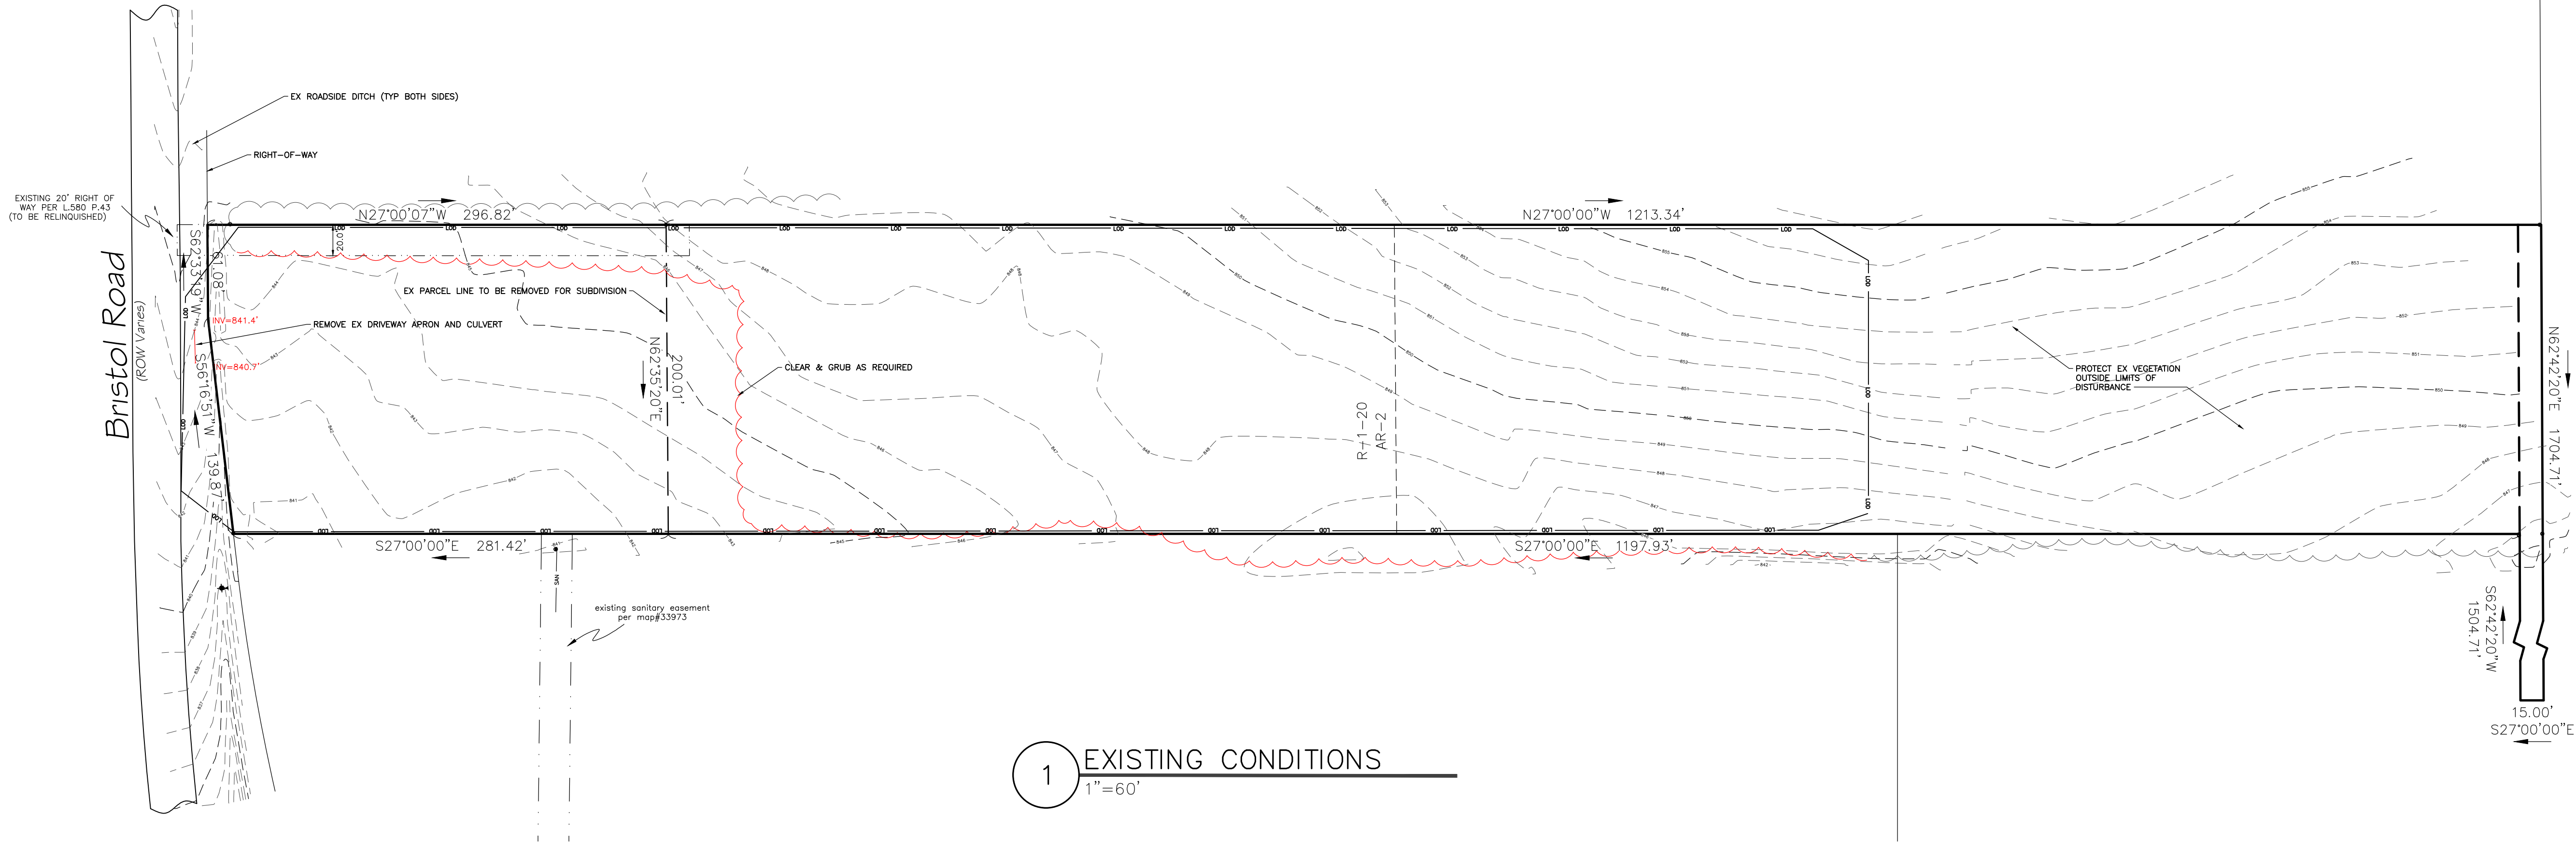 EX ROADSIDE DITCH (TYP BOTH SIDES)
RIGHT-OF-WAY
EXISTING 20' RIGHT OF
WAY PER L.580 P.43
(TO BE RELINQUISHED)
Bristol Road
(ROW Varies)
N27°00'07"W 296.82'
N27°00'00"W 1213.34'
20.0'
S62°33'19"W
61.08'
INV=841.4'
INV=840.7'
S56°16'51"W 139.87'
REMOVE EX DRIVEWAY APRON AND CULVERT
EX PARCEL LINE TO BE REMOVED FOR SUBDIVISION
N62°35'20"E
200.01'
CLEAR & GRUB AS REQUIRED
R-1-20
AR-2
PROTECT EX VEGETATION
OUTSIDE LIMITS OF
DISTURBANCE
N62°42'20"E 1704.71'
S27°00'00"E 281.42'
S27°00'00"E 1197.93'
SAN
existing sanitary easement
per map#33973
S62°42'20"W
1504.71'
15.00'
S27°00'00"E
1
EXISTING CONDITIONS
1"=60'
LOD